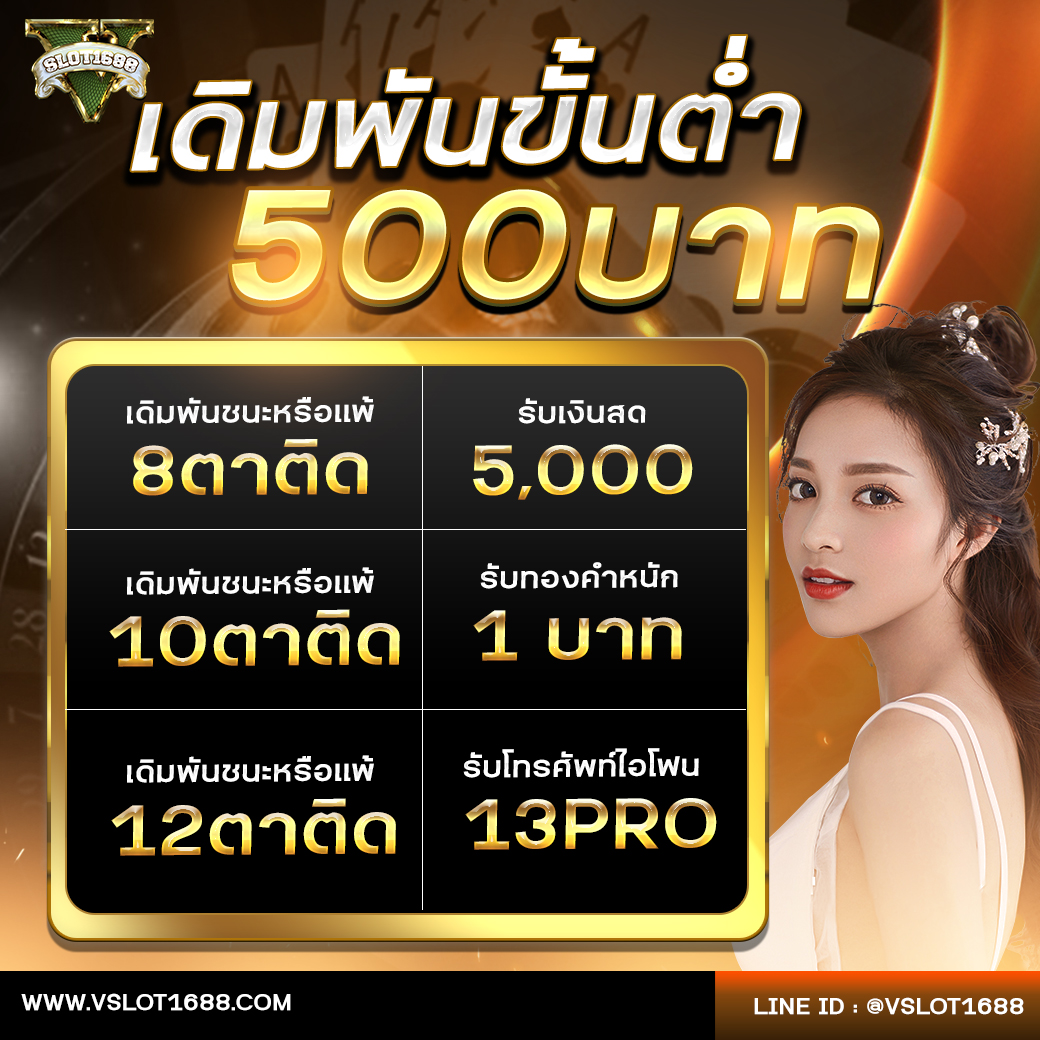 SLOT1688
เดิมพันขั้นต่ำ
500บาท
เดิมพันชนะหรือแพ้
8ตาติด
รับเงินสด
5,000
เดิมพันชนะหรือแพ้
10ตาติด
รับทองคำหนัก
1 บาท
เดิมพันชนะหรือแพ้
12ตาติด
รับโทรศัพท์ไอโฟน
13PRO
WWW.VSLOT1688.COM
LINE ID : @VSLOT1688